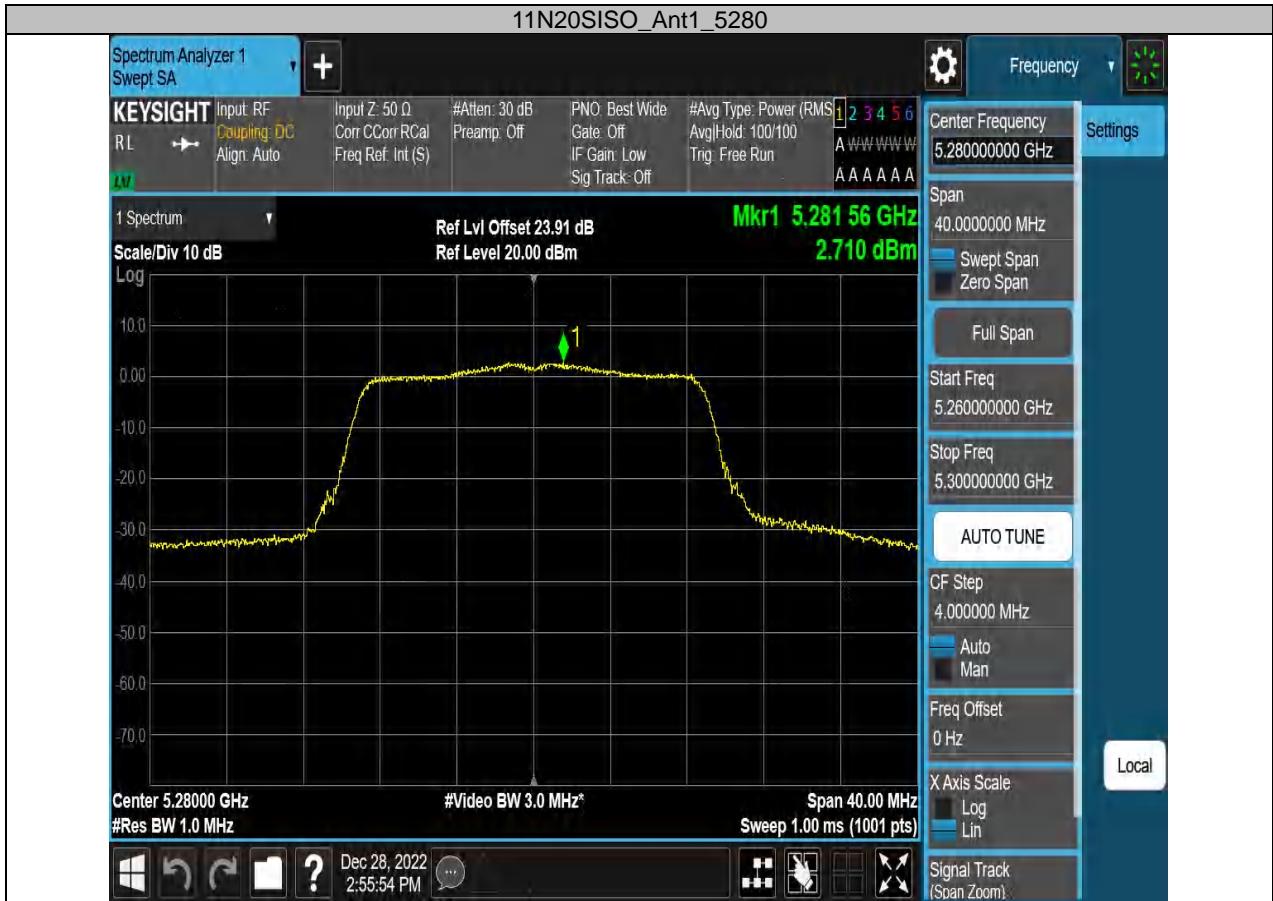 11N20SISO_Ant1_5280
Spectrum Analyzer 1
Swept SA
Frequency
KEYSIGHT
RL
Input: RF
Coupling: DC
Align: Auto
Input Z: 50 Ω
Corr CCorr RCal
Freq Ref: Int (S)
#Atten: 30 dB
Preamp: Off
PNO: Best Wide
Gate: Off
IF Gain: Low
Sig Track: Off
#Avg Type: Power (RMS
Avg|Hold: 100/100
Trig: Free Run
1 2 3 4 5 6
A W W W W W
A A A A A A
1 Spectrum
Scale/Div 10 dB
Ref Lvl Offset 23.91 dB
Ref Level 20.00 dBm
Mkr1 5.281 56 GHz
2.710 dBm
Log
10.0
0.00
-10.0
-20.0
-30.0
-40.0
-50.0
-60.0
-70.0
1
Center 5.28000 GHz
#Res BW 1.0 MHz
#Video BW 3.0 MHz*
Span 40.00 MHz
Sweep 1.00 ms (1001 pts)
?
Dec 28, 2022
2:55:54 PM
Center Frequency
5.280000000 GHz
Span
40.0000000 MHz
Swept Span
Zero Span
Full Span
Start Freq
5.260000000 GHz
Stop Freq
5.300000000 GHz
AUTO TUNE
CF Step
4.000000 MHz
Auto
Man
Freq Offset
0 Hz
X Axis Scale
Log
Lin
Signal Track
(Span Zoom)
Settings
Local